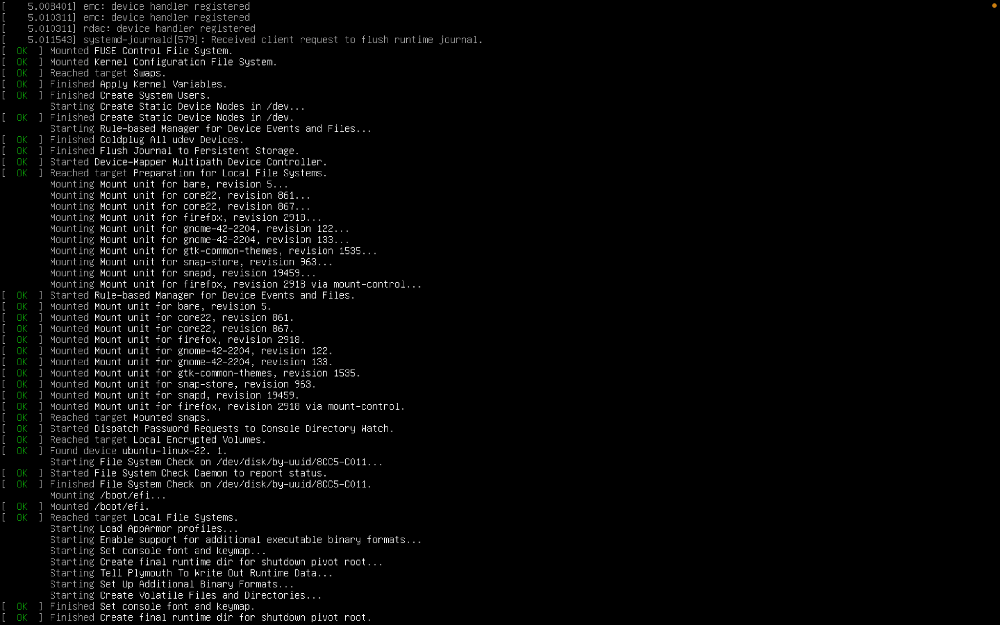 [    5.008401] emc: device handler registered
[    5.010311] emc: device handler registered
[    5.010311] rdac: device handler registered
[    5.011543] systemd-journald[579]: Received client request to flush runtime journal.
[  OK  ] Mounted FUSE Control File System.
[  OK  ] Mounted Kernel Configuration File System.
[  OK  ] Reached target Swaps.
[  OK  ] Finished Apply Kernel Variables.
[  OK  ] Finished Create System Users.
         Starting Create Static Device Nodes in /dev...
[  OK  ] Finished Create Static Device Nodes in /dev.
         Starting Rule-based Manager for Device Events and Files...
[  OK  ] Finished Coldplug All udev Devices.
[  OK  ] Finished Flush Journal to Persistent Storage.
[  OK  ] Started Device-Mapper Multipath Device Controller.
[  OK  ] Reached target Preparation for Local File Systems.
         Mounting Mount unit for bare, revision 5...
         Mounting Mount unit for core22, revision 861...
         Mounting Mount unit for core22, revision 867...
         Mounting Mount unit for firefox, revision 2918...
         Mounting Mount unit for gnome-42-2204, revision 122...
         Mounting Mount unit for gnome-42-2204, revision 133...
         Mounting Mount unit for gtk-common-themes, revision 1535...
         Mounting Mount unit for snap-store, revision 963...
         Mounting Mount unit for snapd, revision 19459...
         Mounting Mount unit for firefox, revision 2918 via mount-control...
[  OK  ] Started Rule-based Manager for Device Events and Files.
[  OK  ] Mounted Mount unit for bare, revision 5.
[  OK  ] Mounted Mount unit for core22, revision 861.
[  OK  ] Mounted Mount unit for core22, revision 867.
[  OK  ] Mounted Mount unit for firefox, revision 2918.
[  OK  ] Mounted Mount unit for gnome-42-2204, revision 122.
[  OK  ] Mounted Mount unit for gnome-42-2204, revision 133.
[  OK  ] Mounted Mount unit for gtk-common-themes, revision 1535.
[  OK  ] Mounted Mount unit for snap-store, revision 963.
[  OK  ] Mounted Mount unit for snapd, revision 19459.
[  OK  ] Mounted Mount unit for firefox, revision 2918 via mount-control.
[  OK  ] Reached target Mounted snaps.
[  OK  ] Started Dispatch Password Requests to Console Directory Watch.
[  OK  ] Reached target Local Encrypted Volumes.
[  OK  ] Found device ubuntu-linux-22. 1.
         Starting File System Check on /dev/disk/by-uuid/8CC5-C011...
[  OK  ] Started File System Check Daemon to report status.
[  OK  ] Finished File System Check on /dev/disk/by-uuid/8CC5-C011.
         Mounting /boot/efi...
[  OK  ] Mounted /boot/efi.
[  OK  ] Reached target Local File Systems.
         Starting Load AppArmor profiles...
         Starting Enable support for additional executable binary formats...
         Starting Set console font and keymap...
         Starting Create final runtime dir for shutdown pivot root...
         Starting Tell Plymouth To Write Out Runtime Data...
         Starting Set Up Additional Binary Formats...
         Starting Create Volatile Files and Directories...
[  OK  ] Finished Set console font and keymap.
[  OK  ] Finished Create final runtime dir for shutdown pivot root.